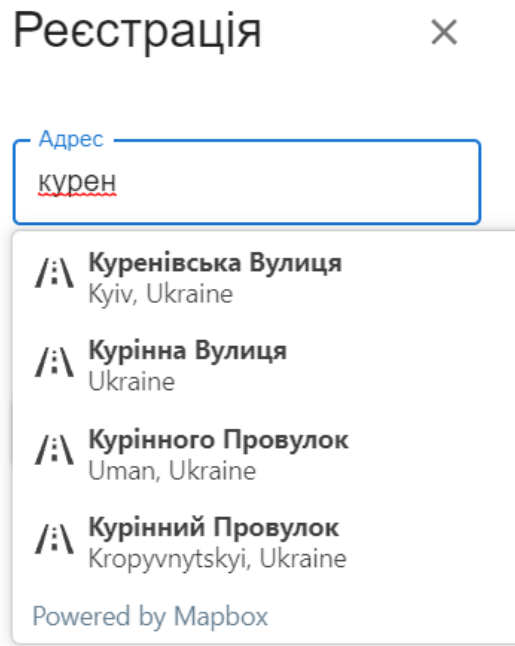 Реєстрація
Адрес
курен
Куренівська Вулиця
Kyiv, Ukraine
Курінна Вулиця
Ukraine
Курінного Провулок
Uman, Ukraine
Курінний Провулок
Kropyvnytskyi, Ukraine
Powered by Mapbox